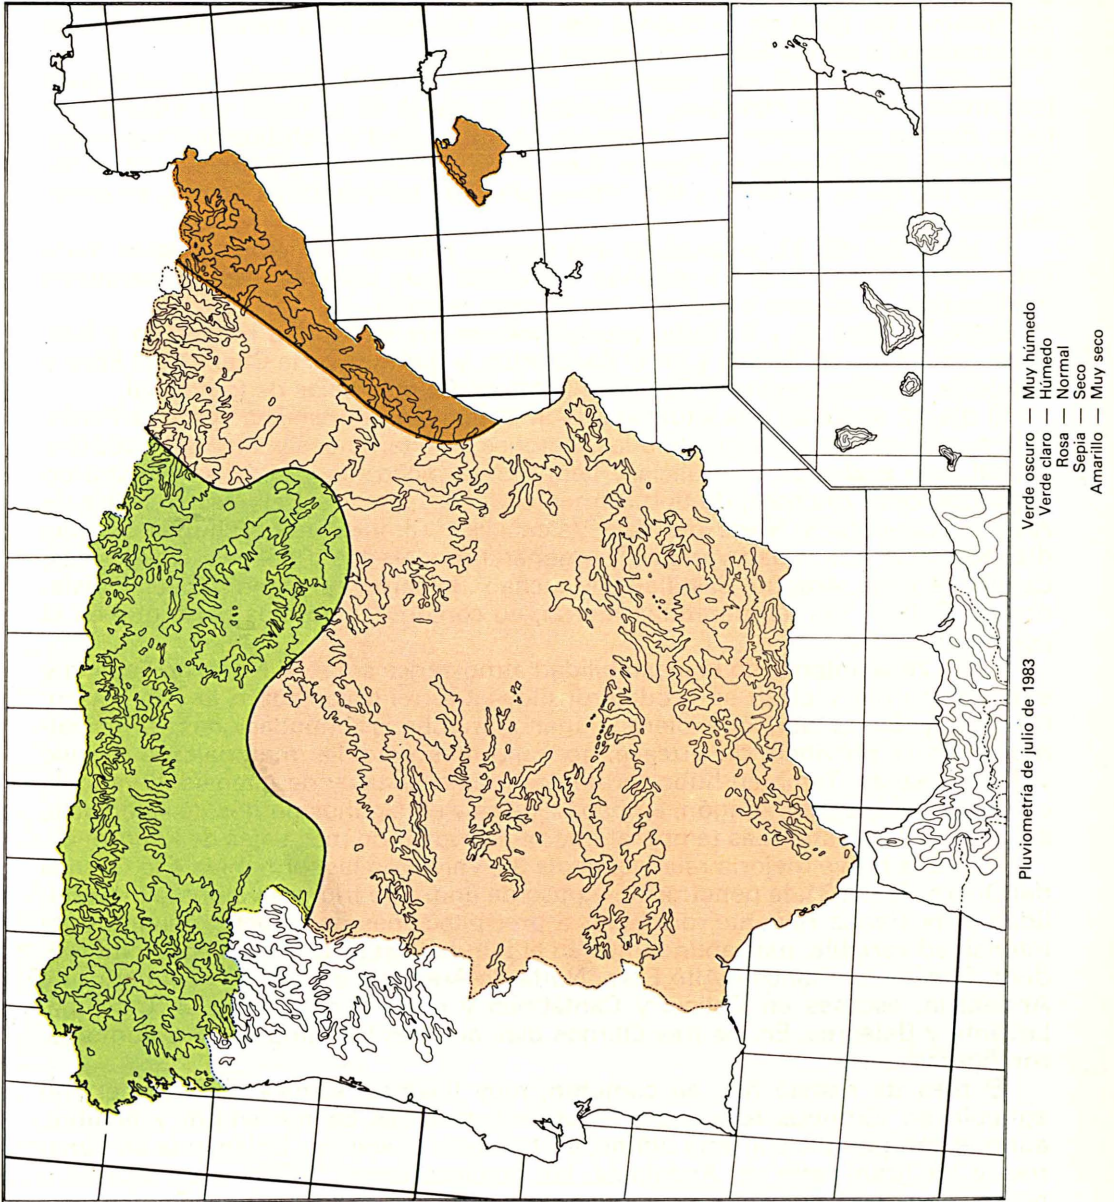 Pluviometría de julio de 1983
Verde oscuro — Muy húmedo
Verde claro — Húmedo
Rosa — Normal
Sepia — Seco
Amarillo — Muy seco